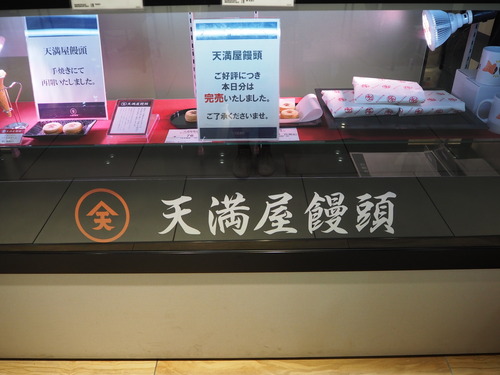 天満屋饅頭
手焼きにて
再開いたしました。
天満屋饅頭
ご好評につき
本日分は
完売いたしました。
ご了承くださいませ。
天満屋饅頭